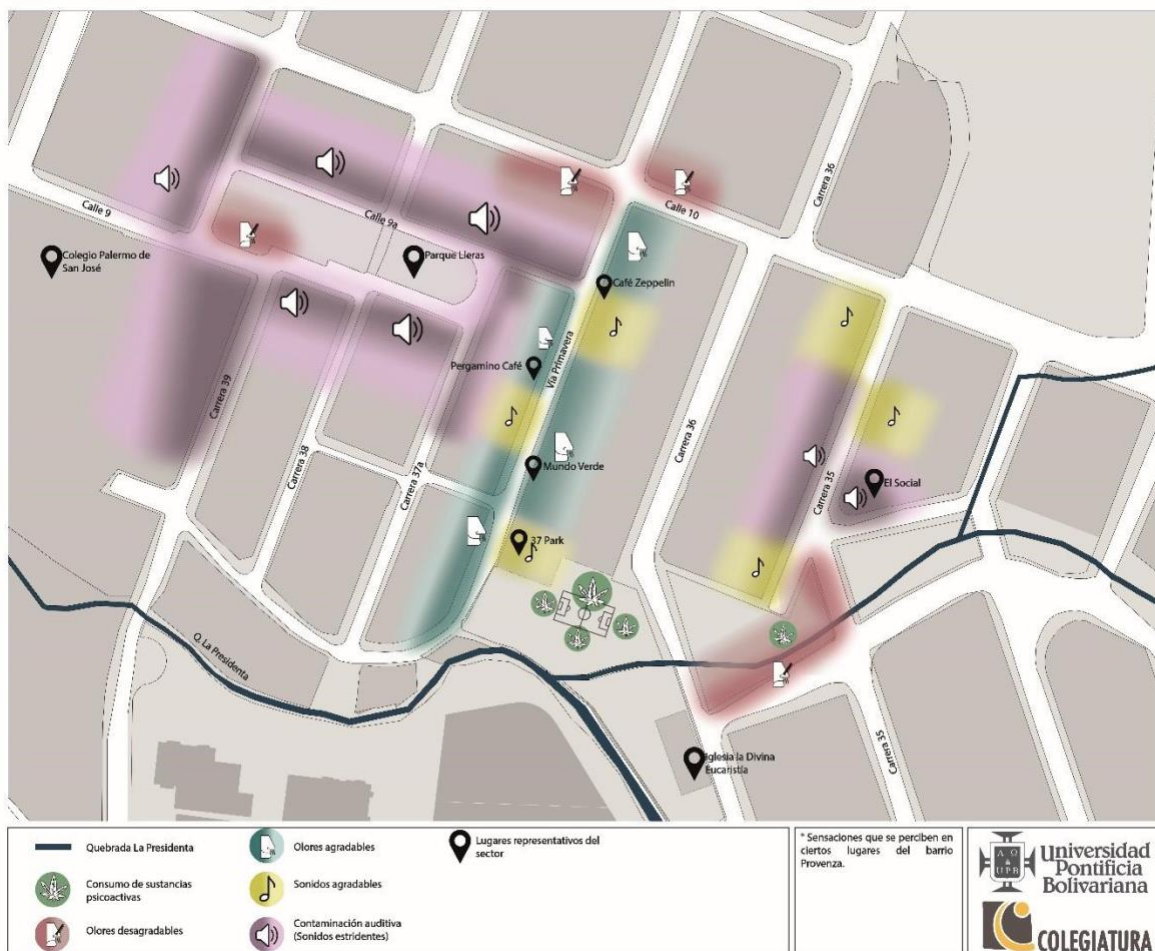 Carrera 36
Calle 10
Calle 9
Calle 9a
Colegio Palermo de
San José
Parque Lleras
Café Zeppelin
Vía Primavera
Pergamino Café
Carrera 39
Carrera 38
Carrera 37a
Carrera 36
Mundo Verde
El Social
Carrera 35
37 Park
Q. La Presidenta
Iglesia la Divina
Eucaristía
Carrera 35
Quebrada La Presidenta
Consumo de sustancias
psicoactivas
Olores desagradables
Olores agradables
Sonidos agradables
Contaminación auditiva
(Sonidos estridentes)
Lugares representivos del
sector
* Sensaciones que se perciben en
ciertos lugares del barrio
Provenza.
A Ω
UPB
Universidad
Pontificia
Bolivariana
COLEGIATURA